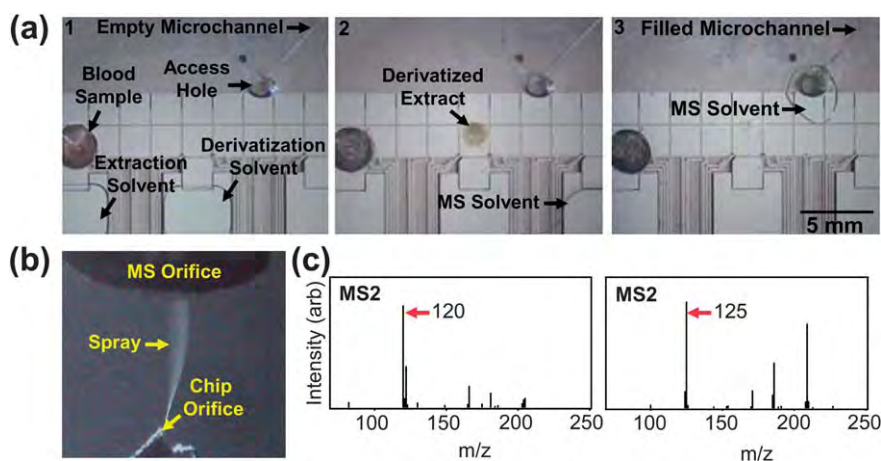 (a)
1 Empty Microchannel
Blood
Sample
Access
Hole
Extraction
Solvent
Derivatization
Solvent
2
Derivatized
Extract
MS Solvent
3 Filled Microchannel
MS Solvent
5 mm
(b)
MS Orifice
Spray
Chip
Orifice
(c)
Intensity (arb)
MS2
120
100 150 200 250
m/z
MS2
125
100 150 200 250
m/z